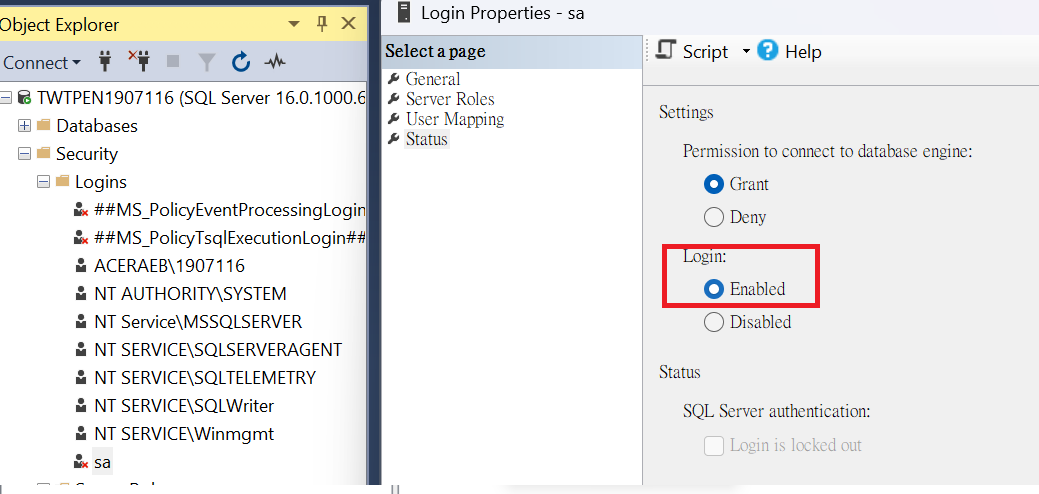 Object Explorer
Connect
TWTPEN1907116 (SQL Server 16.0.1000.6
Databases
Security
Logins
##MS_PolicyEventProcessingLogin
##MS_PolicyTsqlExecutionLogin##
ACERAEB\1907116
NT AUTHORITY\SYSTEM
NT Service\MSSQLSERVER
NT SERVICE\SQLSERVERAGENT
NT SERVICE\SQLTELEMETRY
NT SERVICE\SQLWriter
NT SERVICE\Winmgmt
sa
Login Properties - sa
Select a page
General
Server Roles
User Mapping
Status
Script
Help
Settings
Permission to connect to database engine:
Grant
Deny
Login:
Enabled
Disabled
Status
SQL Server authentication:
Login is locked out